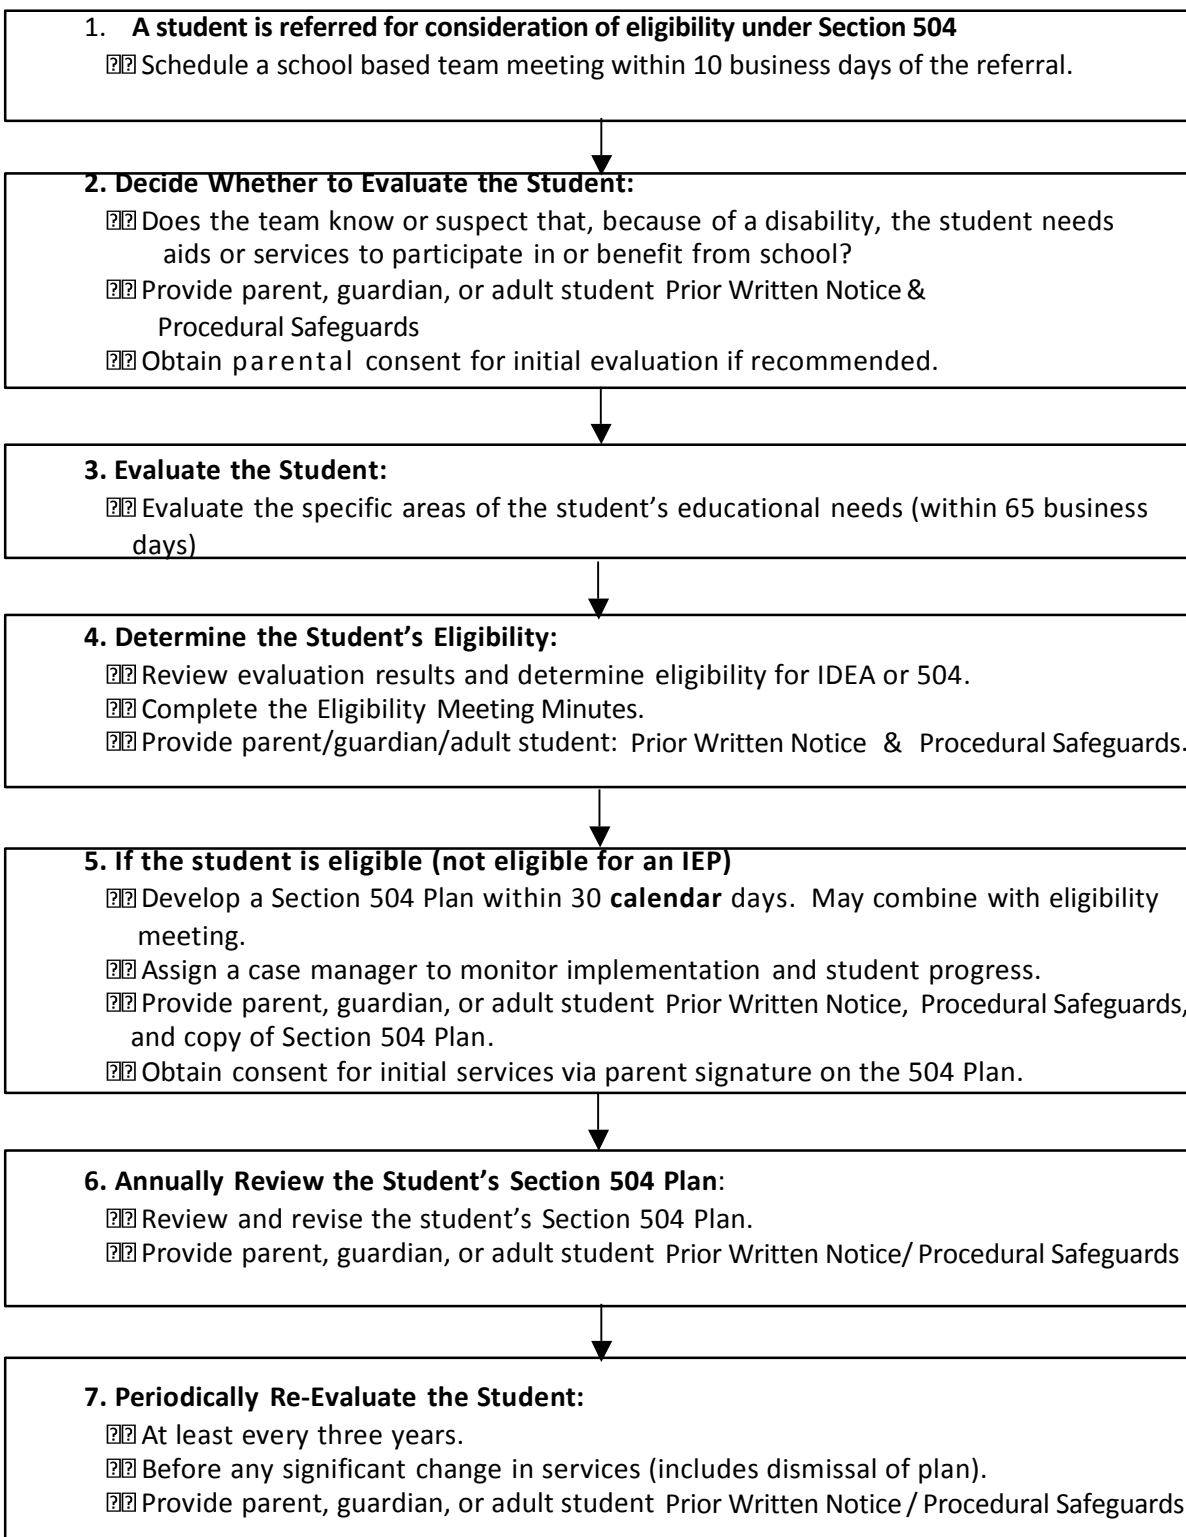 1. A student is referred for consideration of eligibility under Section 504
⍰⍰ Schedule a school based team meeting within 10 business days of the referral.
2. Decide Whether to Evaluate the Student:
⍰⍰ Does the team know or suspect that, because of a disability, the student needs
aids or services to participate in or benefit from school?
⍰⍰ Provide parent, guardian, or adult student Prior Written Notice &
Procedural Safeguards
⍰⍰ Obtain parental consent for initial evaluation if recommended.
3. Evaluate the Student:
⍰⍰ Evaluate the specific areas of the student’s educational needs (within 65 business
days)
4. Determine the Student’s Eligibility:
⍰⍰ Review evaluation results and determine eligibility for IDEA or 504.
⍰⍰ Complete the Eligibility Meeting Minutes.
⍰⍰ Provide parent/guardian/adult student: Prior Written Notice & Procedural Safeguards.
5. If the student is eligible (not eligible for an IEP)
⍰⍰ Develop a Section 504 Plan within 30 calendar days. May combine with eligibility
meeting.
⍰⍰ Assign a case manager to monitor implementation and student progress.
⍰⍰ Provide parent, guardian, or adult student Prior Written Notice, Procedural Safeguards,
and copy of Section 504 Plan.
⍰⍰ Obtain consent for initial services via parent signature on the 504 Plan.
6. Annually Review the Student’s Section 504 Plan:
⍰⍰ Review and revise the student’s Section 504 Plan.
⍰⍰ Provide parent, guardian, or adult student Prior Written Notice/ Procedural Safeguards
7. Periodically Re-Evaluate the Student:
⍰⍰ At least every three years.
⍰⍰ Before any significant change in services (includes dismissal of plan).
⍰⍰ Provide parent, guardian, or adult student Prior Written Notice / Procedural Safeguards